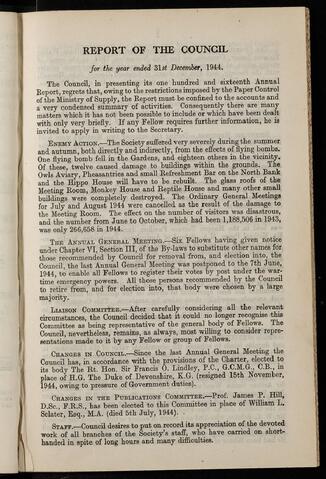 REPORT OF THE COUNCIL
for the year ended 31st December, 1944.
The Council, in presenting its one hundred and sixteenth Annual
Report, regrets that, owing to the restrictions imposed by the Paper Control
of the Ministry of Supply, the Report must be confined to the accounts and
a very condensed summary of activities. Consequently there are many
matters which it has not been possible to include or which have been dealt
with only very briefly. If any Fellow requires further information, he is
invited to apply in writing to the Secretary.
ENEMY ACTION.—The Society suffered very severely during the summer
and autumn, both directly and indirectly, from the effects of flying bombs.
One flying bomb fell in the Gardens, and eighteen others in the vicinity.
Of these, twelve caused damage to buildings within the grounds. The
Owls Aviary, Pheasantries and small Refreshment Bar on the North Bank
and the Hippo House will have to be rebuilt. The glass roofs of the
Meeting Room, Monkey House and Reptile House and many other small
buildings were completely destroyed. The Ordinary General Meetings
for July and August 1944 were cancelled as the result of the damage to
the Meeting Room. The effect on the number of visitors was disastrous,
and the number from June to October, which had been 1,188,506 in 1943,
was only 266,658 in 1944.
THE ANNUAL GENERAL MEETING.—Six Fellows having given notice
under Chapter VI, Section III, of the By-laws to substitute other names for
those recommended by Council for removal from, and election into, the
Council, the last Annual General Meeting was postponed to the 7th June,
1944, to enable all Fellows to register their votes by post under the war-
time emergency powers. All those persons recommended by the Council
to retire from, and for election into, that body were chosen by a large
majority.
LIAISON COMMITTEE.—After carefully considering all the relevant
circumstances, the Council decided that it could no longer recognise this
Committee as being representative of the general body of Fellows. The
Council, nevertheless, remains, as always, most willing to consider repre-
sentations made to it by any Fellow or group of Fellows.
CHANGES IN COUNCIL.—Since the last Annual General Meeting the
Council has, in accordance with the provisions of the Charter, elected to
its body The Rt. Hon. Sir Francis O. Lindley, P.C., G.C.M.G., C.B., in
place of H.G. The Duke of Devonshire, K.G. (resigned 15th November,
1944, owing to pressure of Government duties).
CHANGES IN THE PUBLICATIONS COMMITTEE.—Prof. James P. Hill,
D.Sc., F.R.S., has been elected to this Committee in place of William L.
Sclater, Esq., M.A. (died 5th July, 1944).
STAFF.—Council desires to put on record its appreciation of the devoted
work of all branches of the Society's staff, who have carried on short-
handed in spite of long hours and many difficulties.